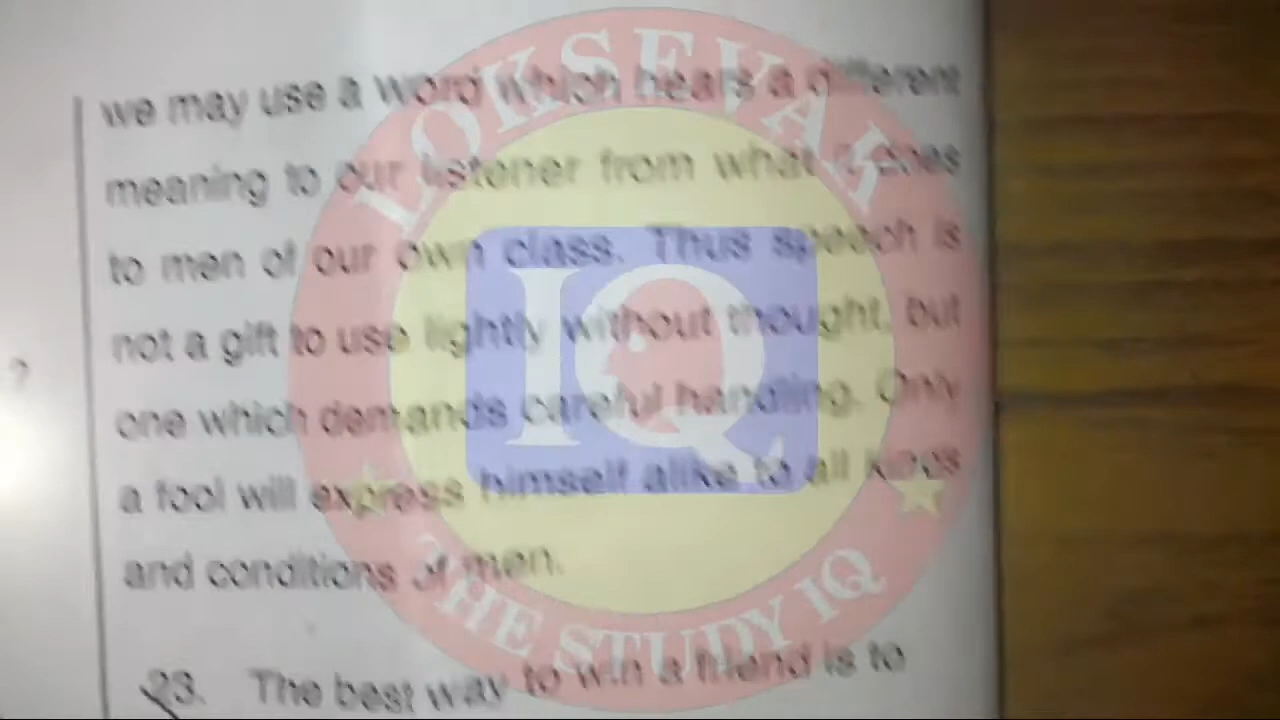 we may use a word which bears a different
meaning to our listener from what it does
to men of our own class. Thus speech is
not a gift to use lightly without thought, but
one which demands careful handling. Only
a fool will express himself alike to all kinds
and conditions of men.
23. The best way to win a friend is to
?
LOKSEVAK
IQ
THE STUDY IQ